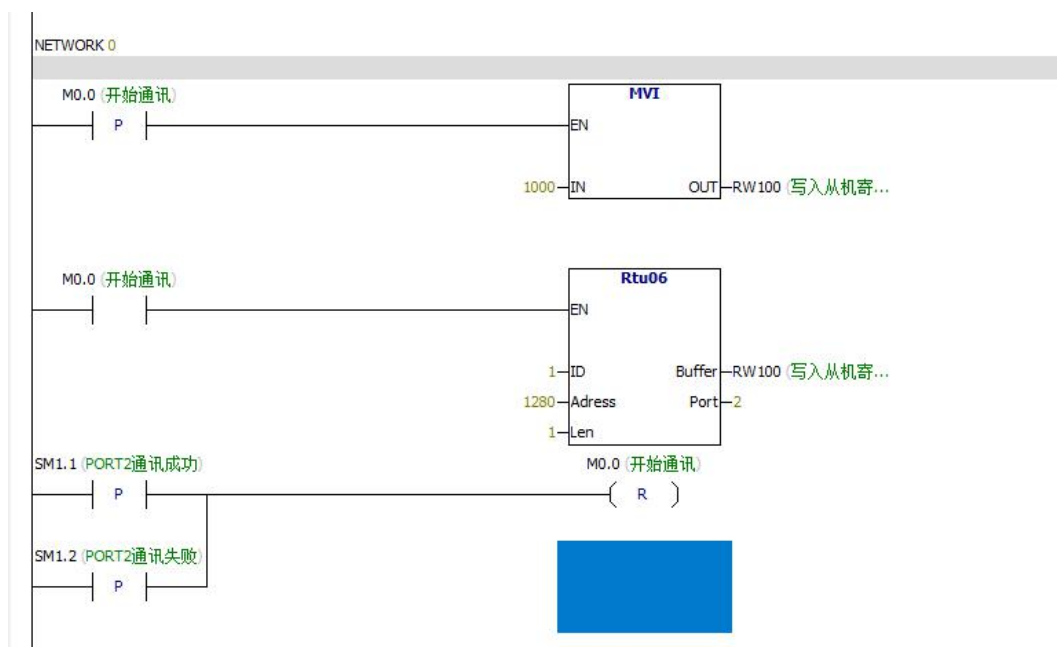 NETWORK 0
M0.0 (开始通讯)
P
MVI
EN
1000 IN OUT RW100 (写入从机寄...
M0.0 (开始通讯)
Rtu06
EN
1 ID Buffer RW100 (写入从机寄...
1280 Adress Port 2
1 Len
SM1.1 (PORT2通讯成功)
M0.0 (开始通讯)
P
R
SM1.2 (PORT2通讯失败)
P